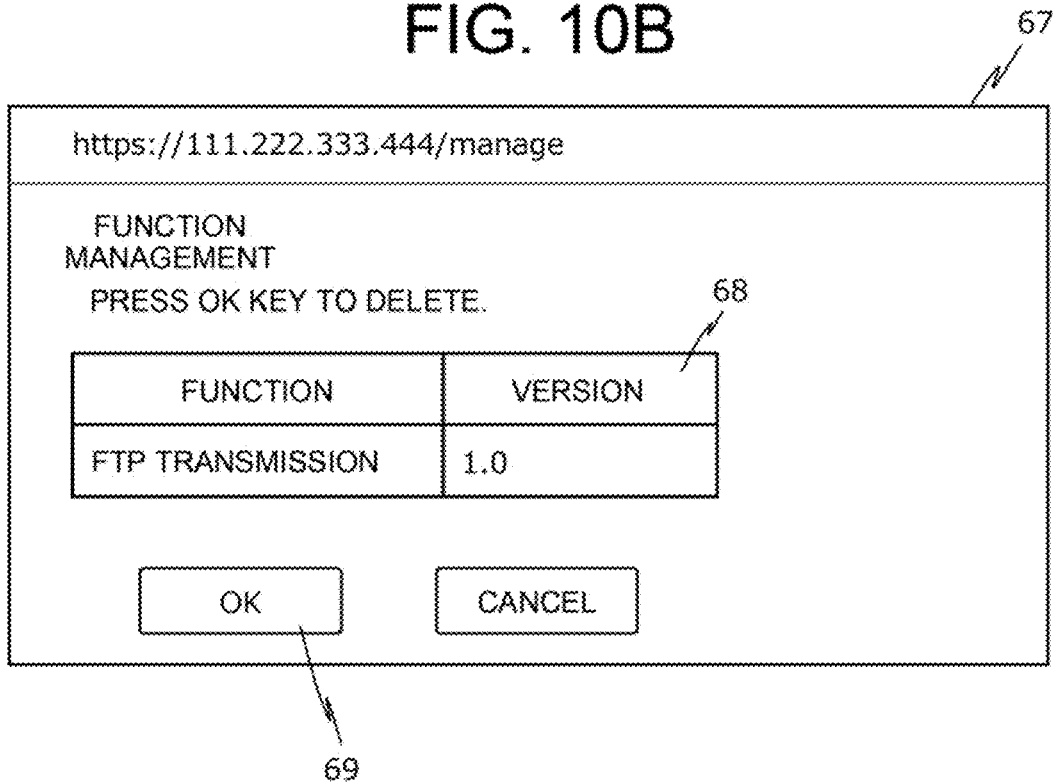 FIG. 10B
67
https://111.222.333.444/manage
FUNCTION
MANAGEMENT
PRESS OK KEY TO DELETE.
68
FUNCTION VERSION
FTP TRANSMISSION 1.0
OK CANCEL
69